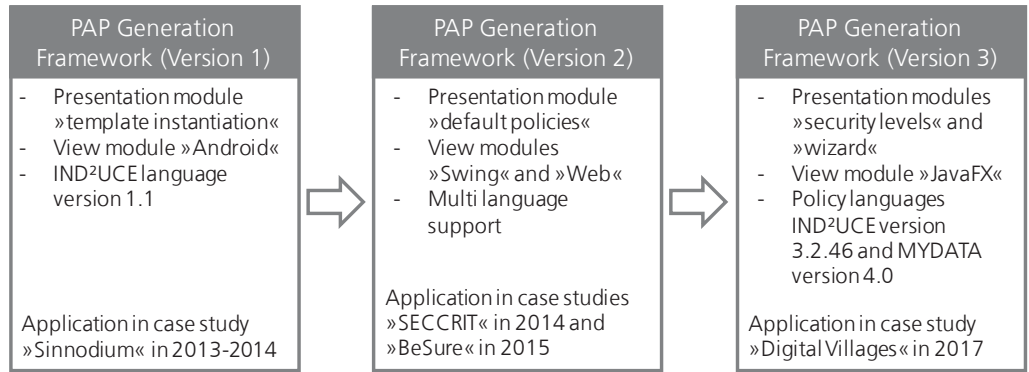 PAP Generation
Framework (Version 1)
- Presentation module
»template instantiation«
- View module »Android«
- IND²UCE language
version 1.1
Application in case study
»Sinnodium« in 2013-2014
PAP Generation
Framework (Version 2)
- Presentation module
»default policies«
- View modules
»Swing« and »Web«
- Multi language
support
Application in case studies
»SECCRIT« in 2014 and
»BeSure« in 2015
PAP Generation
Framework (Version 3)
- Presentation modules
»security levels« and
»wizard«
- View module »JavaFX«
- Policy languages
IND²UCE version
3.2.46 and MYDATA
version 4.0
Application in case study
»Digital Villages« in 2017